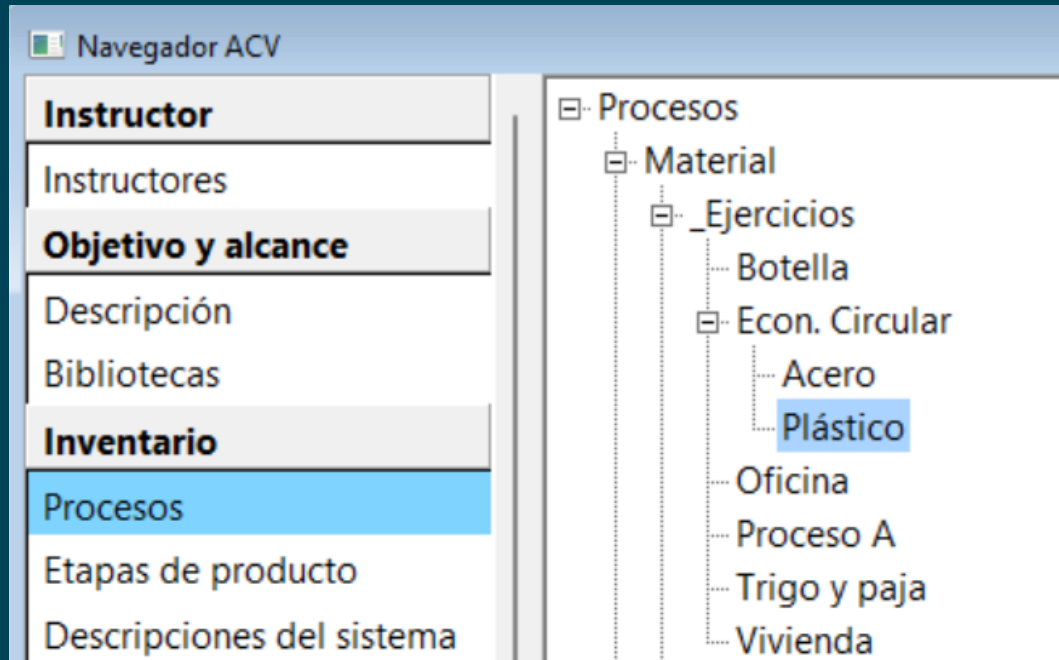 Navegador ACV
Instructor
Instructores
Objetivo y alcance
Descripción
Bibliotecas
Inventario
Procesos
Etapas de producto
Descripciones del sistema
Procesos
Material
_Ejercicios
Botella
Econ. Circular
Acero
Plástico
Oficina
Proceso A
Trigo y paja
Vivienda